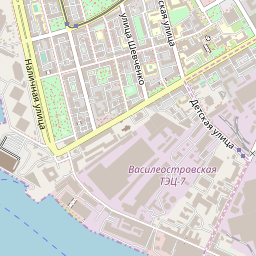 улица Шевченко
ская улица
Наличная улица
Детская улица
Василеостровская
ТЭЦ-7